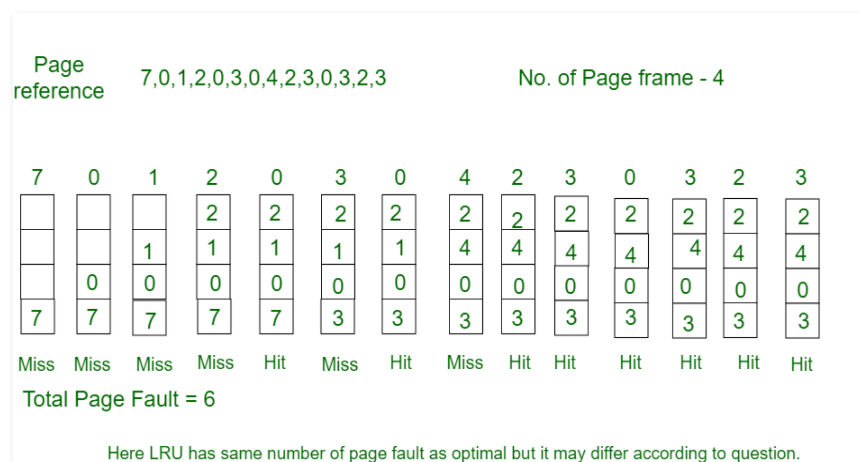 Page
reference
7,0,1,2,0,3,0,4,2,3,0,3,2,3
No. of Page frame - 4
7 0 1 2 0 3 0 4 2 3 0 3 2 3
2 2 2 2 2 2 2 2 2 2 2
1 1 1 1 1 4 4 4 4 4 4 4
0 0 0 0 0 0 0 0 0 0 0 0 0
7 7 7 7 7 3 3 3 3 3 3 3 3 3
Miss Miss Miss Miss Hit Miss Hit Miss Hit Hit Hit Hit Hit Hit
Total Page Fault = 6
Here LRU has same number of page fault as optimal but it may differ according to question.